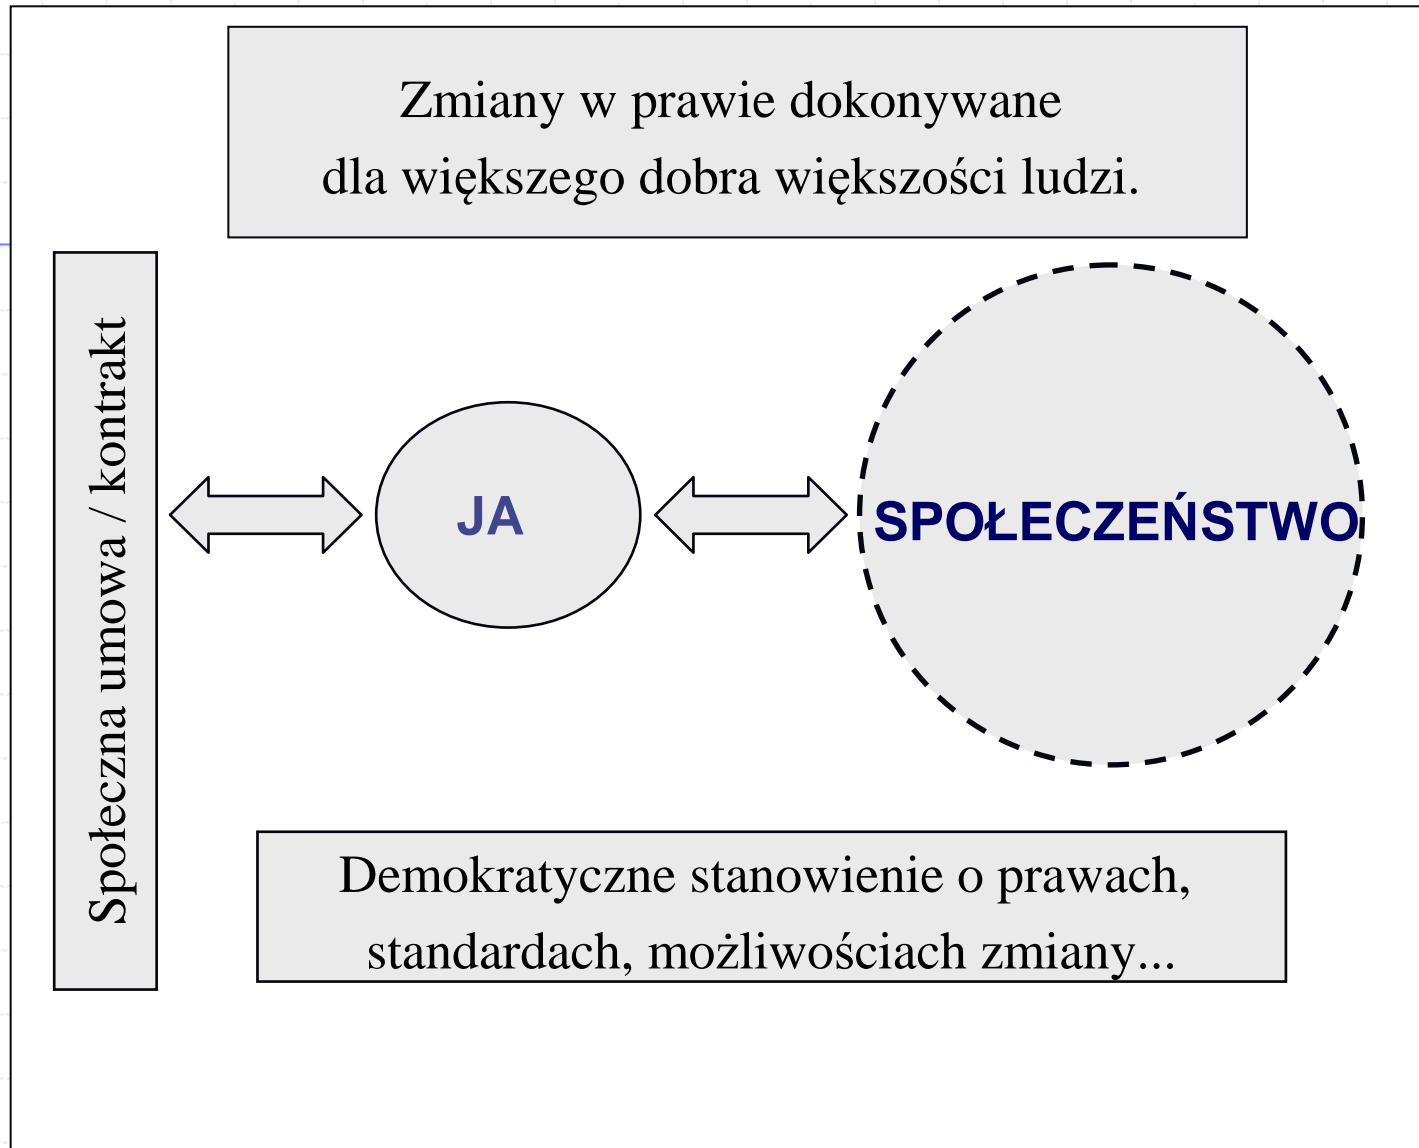 Zmiany w prawie dokonywane
dla większego dobra większości ludzi.
Społeczna umowa / kontrakt
JA
SPOŁECZEŃSTWO
Demokratyczne stanowienie o prawach,
standardach, możliwościach zmiany...